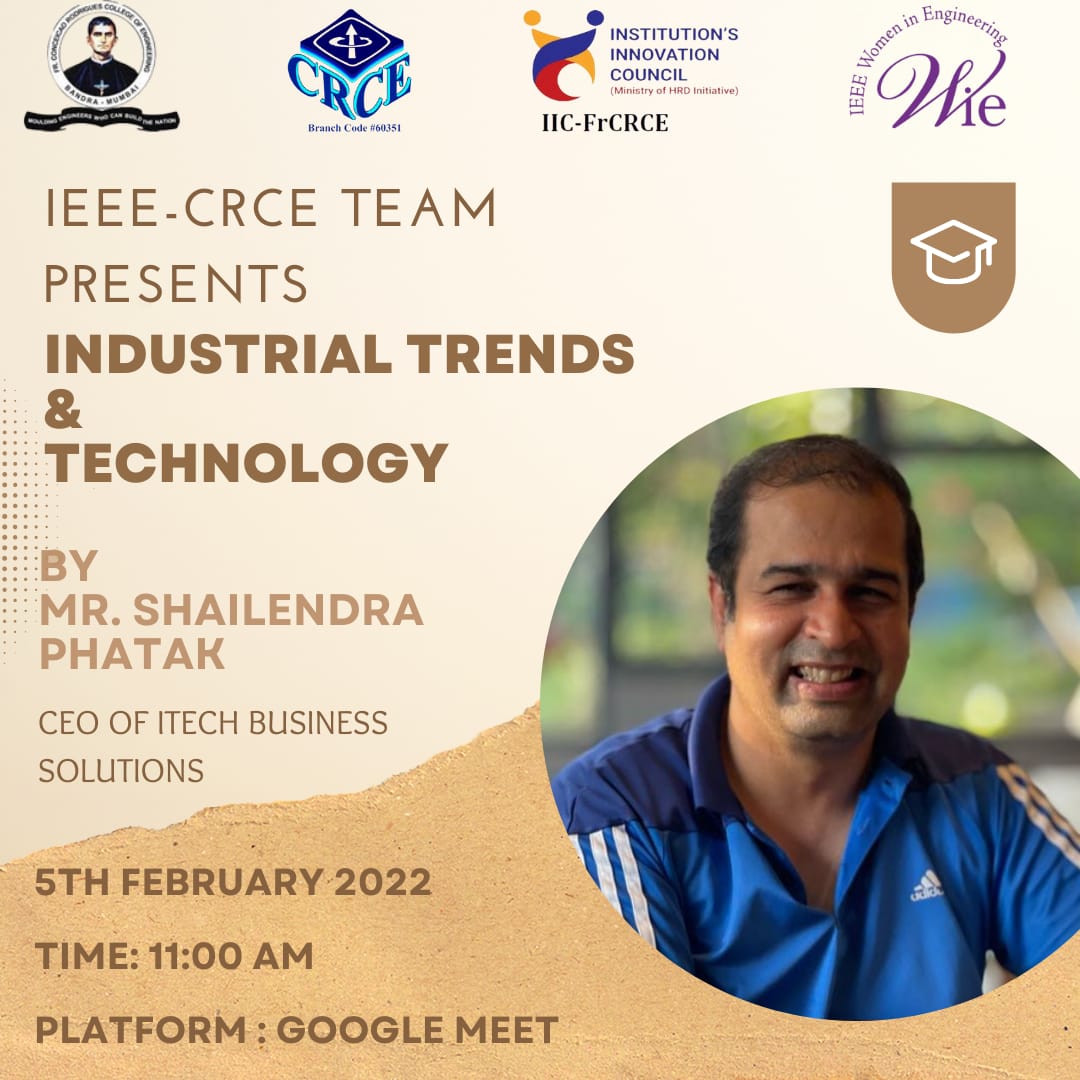 FR. CONCEICAO RODRIGUES COLLEGE OF ENGINEERING
BANDRA - MUMBAI
MOULDING ENGINEERS WHO CAN BUILD THE NATION
CRCE
Branch Code #60351
INSTITUTION'S
INNOVATION
COUNCIL
(Ministry of HRD Initiative)
IIC-FrCRCE
IEEE Women in Engineering
Wie
IEEE-CRCE TEAM
PRESENTS
INDUSTRIAL TRENDS
&
TECHNOLOGY
BY
MR. SHAILENDRA
PHATAK
CEO OF ITECH BUSINESS
SOLUTIONS
adidas
5TH FEBRUARY 2022
TIME: 11:00 AM
PLATFORM : GOOGLE MEET